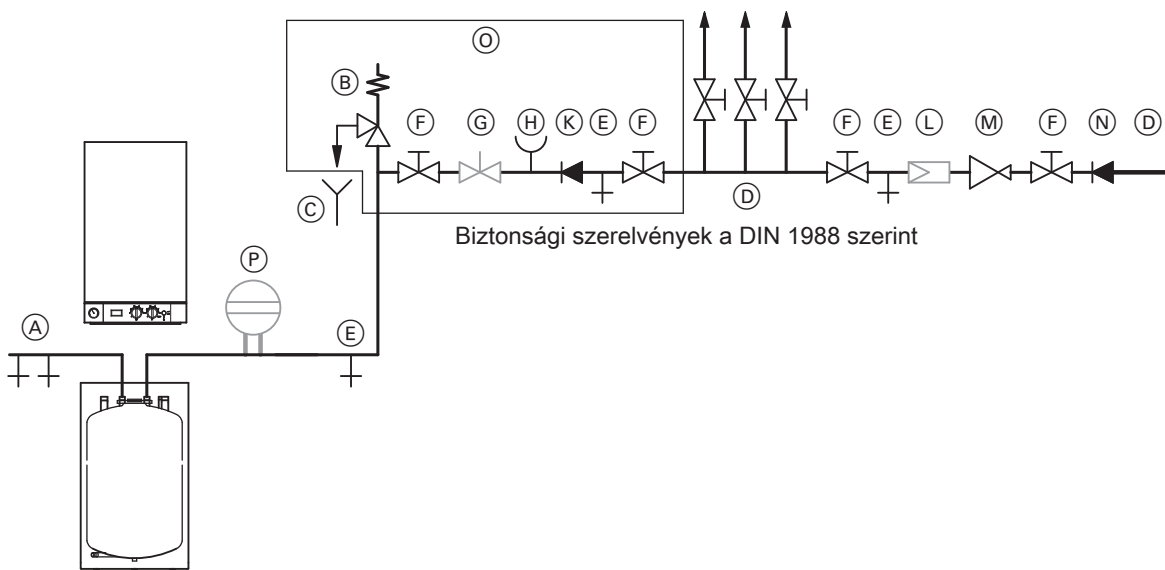 O
B
F G H K E F F E L M F N D
C
D
Biztonsági szerelvények a DIN 1988 szerint
P
A
E